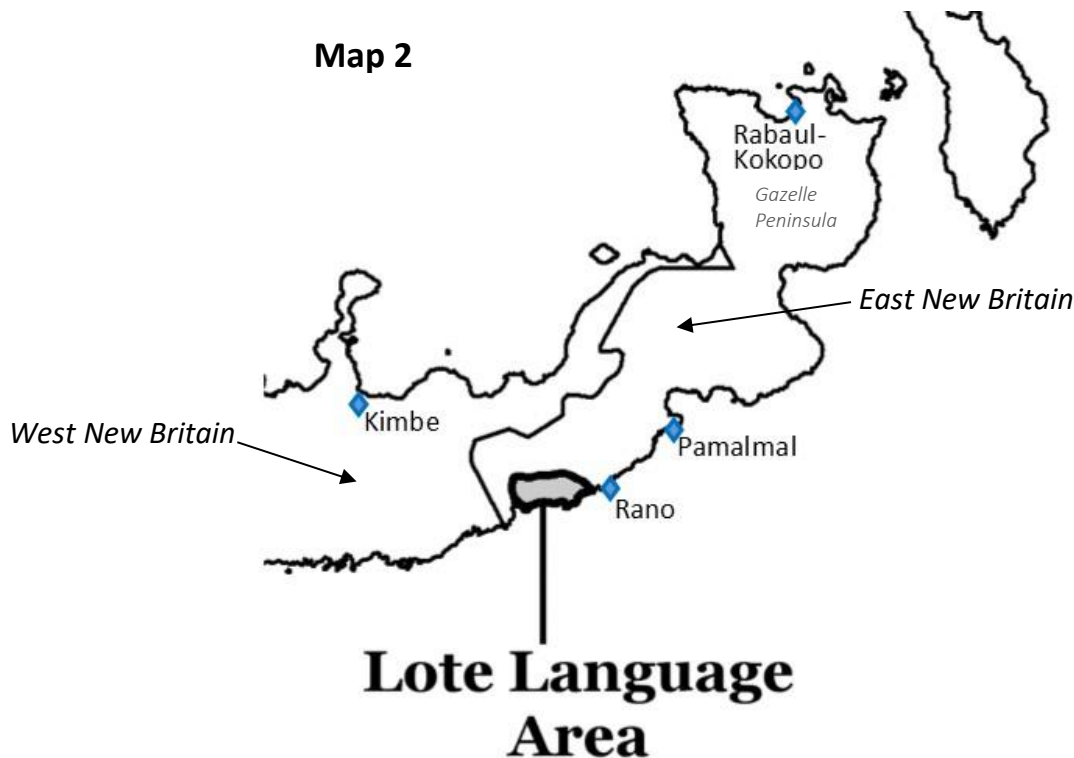 Map 2
Rabaul-
Kokopo
Gazelle
Peninsula
East New Britain
Kimbe
West New Britain
Pamalmal
Rano
Lote Language
Area